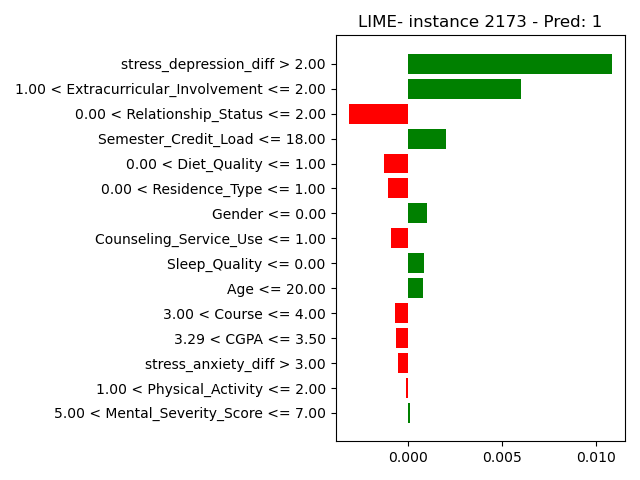 LIME- instance 2173 - Pred: 1
stress_depression_diff > 2.00
1.00 < Extracurricular_Involvement <= 2.00
0.00 < Relationship_Status <= 2.00
Semester_Credit_Load <= 18.00
0.00 < Diet_Quality <= 1.00
0.00 < Residence_Type <= 1.00
Gender <= 0.00
Counseling_Service_Use <= 1.00
Sleep_Quality <= 0.00
Age <= 20.00
3.00 < Course <= 4.00
3.29 < CGPA <= 3.50
stress_anxiety_diff > 3.00
1.00 < Physical_Activity <= 2.00
5.00 < Mental_Severity_Score <= 7.00
0.000 0.005 0.010